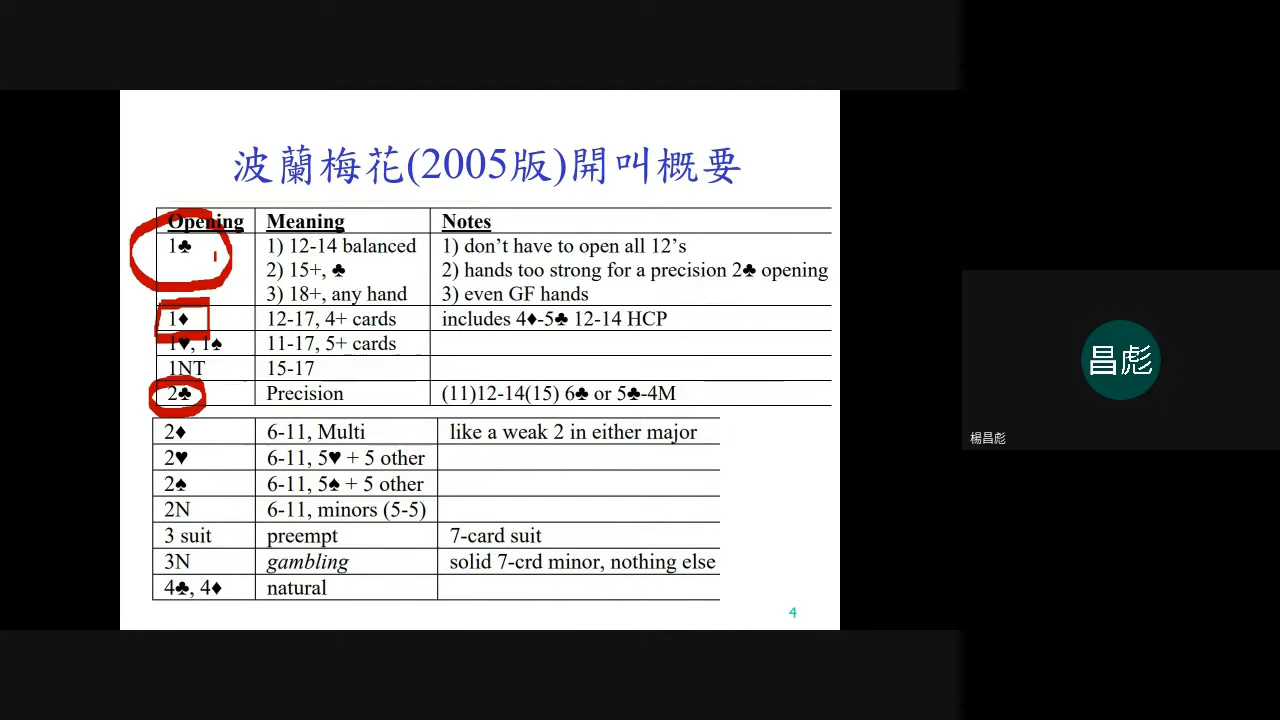 波蘭梅花(2005版)開叫概要
Opening Meaning Notes
1♣ 1) 12-14 balanced 1) don't have to open all 12's
2) 15+, ♣ 2) hands too strong for a precision 2♣ opening
3) 18+, any hand 3) even GF hands
1♦ 12-17, 4+ cards includes 4♦-5♣ 12-14 HCP
1♥, 1♠ 11-17, 5+ cards
1NT 15-17
2♣ Precision (11)12-14(15) 6♣ or 5♣-4M
2♦ 6-11, Multi like a weak 2 in either major
2♥ 6-11, 5♥ + 5 other
2♠ 6-11, 5♠ + 5 other
2N 6-11, minors (5-5)
3 suit preempt 7-card suit
3N gambling solid 7-crd minor, nothing else
4♣, 4♦ natural
4
昌彪
楊昌彪